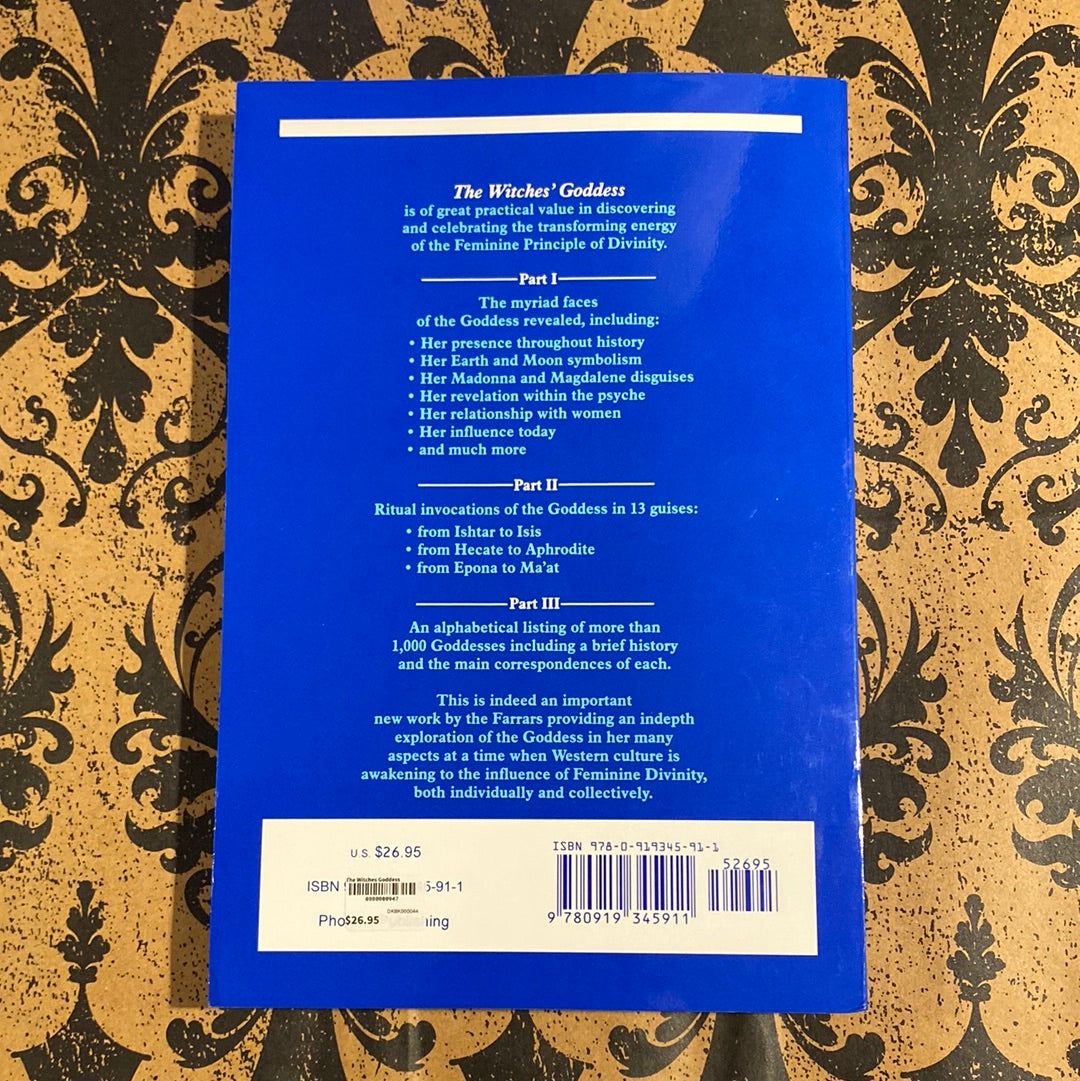 The Witches' Goddess
is of great practical value in discovering
and celebrating the transforming energy
of the Feminine Principle of Divinity.
Part I
The myriad faces
of the Goddess revealed, including:
• Her presence throughout history
• Her Earth and Moon symbolism
• Her Madonna and Magdalene disguises
• Her revelation within the psyche
• Her relationship with women
• Her influence today
• and much more
Part II
Ritual invocations of the Goddess in 13 guises:
• from Ishtar to Isis
• from Hecate to Aphrodite
• from Epona to Ma'at
Part III
An alphabetical listing of more than
1,000 Goddesses including a brief history
and the main correspondences of each.
This is indeed an important
new work by the Farrars providing an indepth
exploration of the Goddess in her many
aspects at a time when Western culture is
awakening to the influence of Feminine Divinity,
both individually and collectively.
U.S. $26.95
ISBN 5-91-1
The Witches Goddess
$26.95
ISBN 978-0-919345-91-1
52695
9 780919 345911